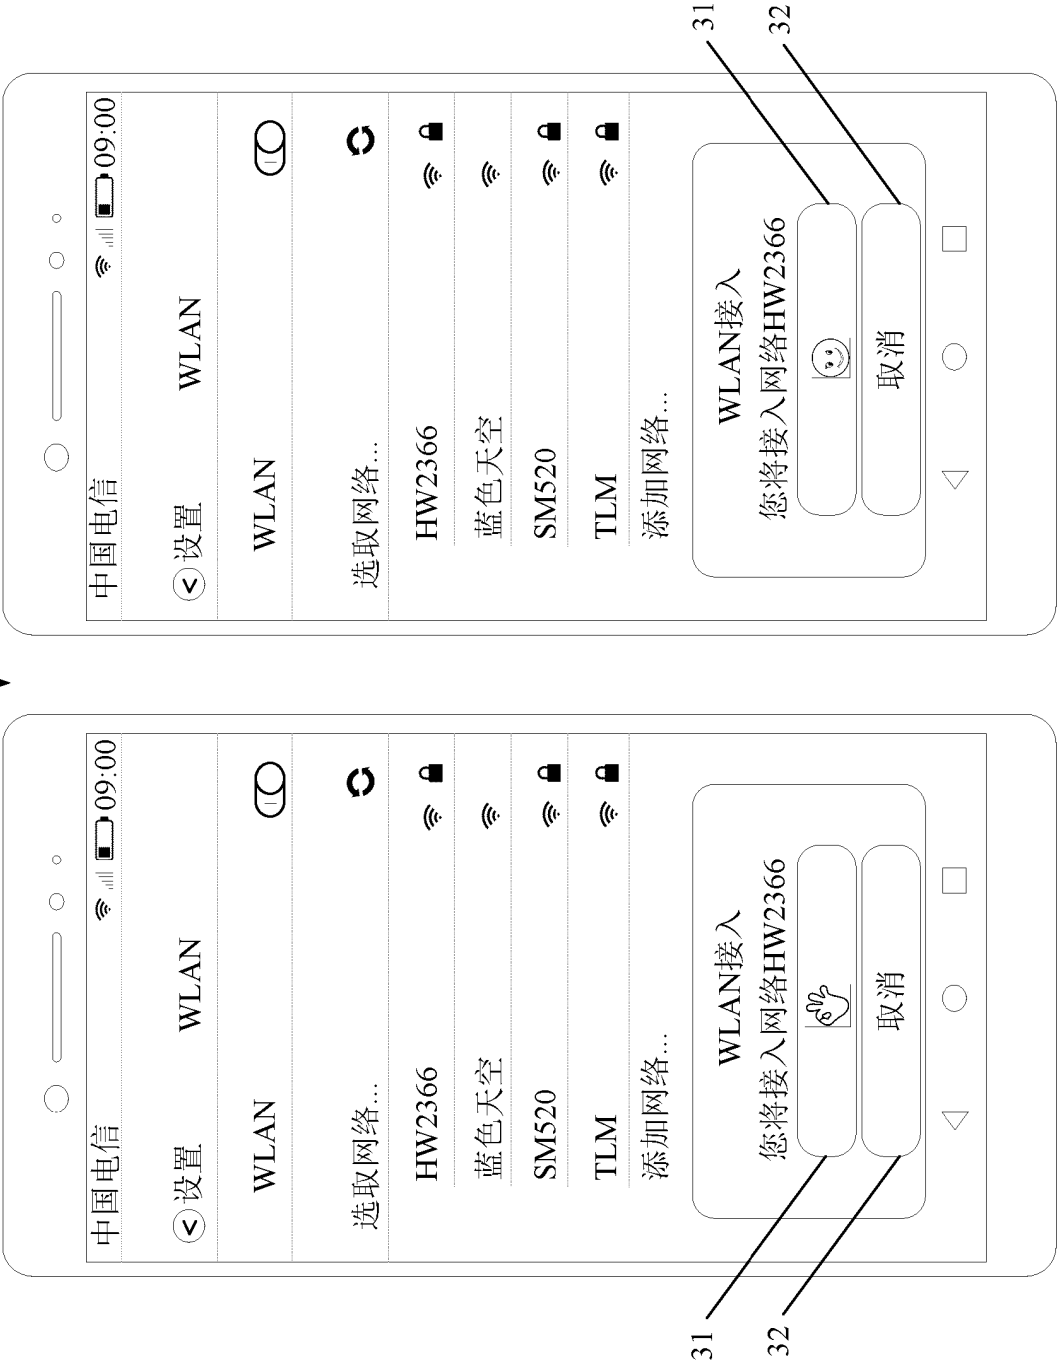 中国电信 09:00
设置 WLAN
WLAN
选取网络...
HW2366
蓝色天空
SM520
TLM
添加网络...
WLAN接入
您将接入网络HW2366
取消
31
32
中国电信 09:00
设置 WLAN
WLAN
选取网络...
HW2366
蓝色天空
SM520
TLM
添加网络...
WLAN接入
您将接入网络HW2366
取消
31
32